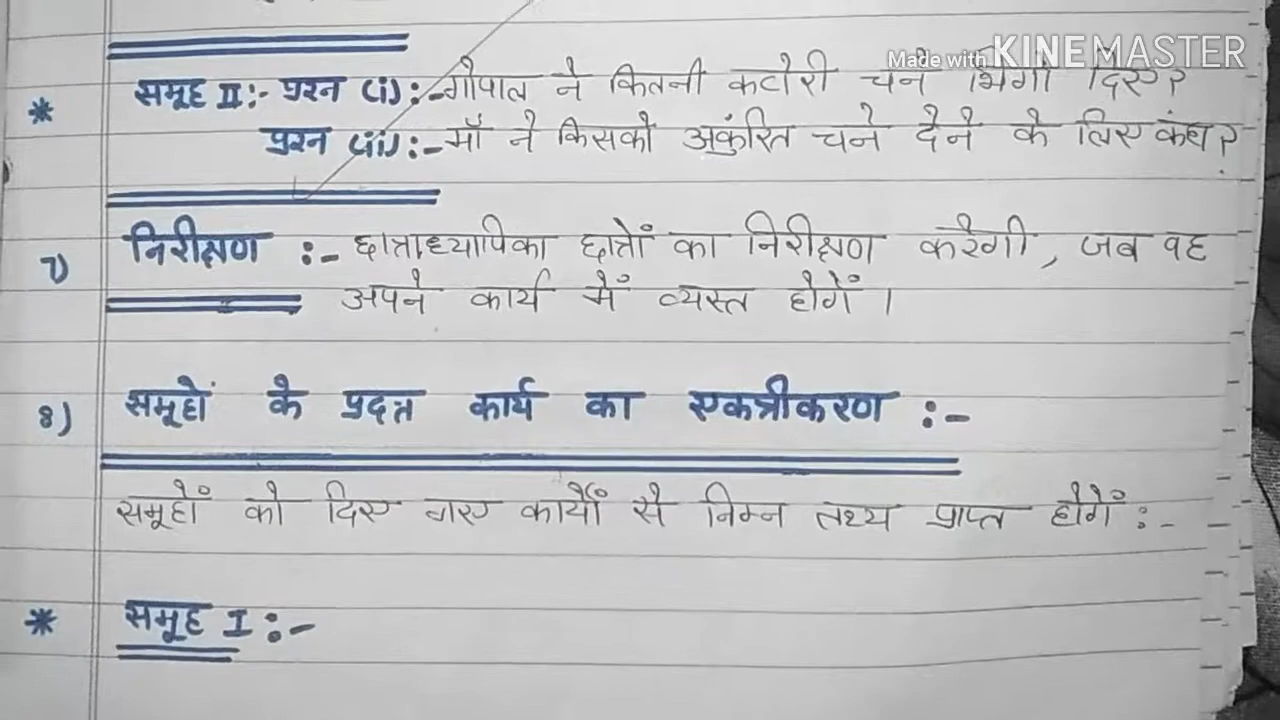 Made with KINEMASTER
* समूह II :- प्रश्न (i) :- गोपाल ने कितनी कटोरी चने भिगो दिए?
प्रश्न (ii) :- माँ ने किसको अकुंरित चने देने के लिए कहा?
7) निरीक्षण :- छात्राध्यापिका छात्रों का निरीक्षण करेगी, जब वह
अपने कार्य में व्यस्त होगें ।
8) समूहों के प्रदत्त कार्य का एकत्रीकरण :-
समूहों को दिए गए कार्यों से निम्न तथ्य प्राप्त होगें :-
* समूह I :-